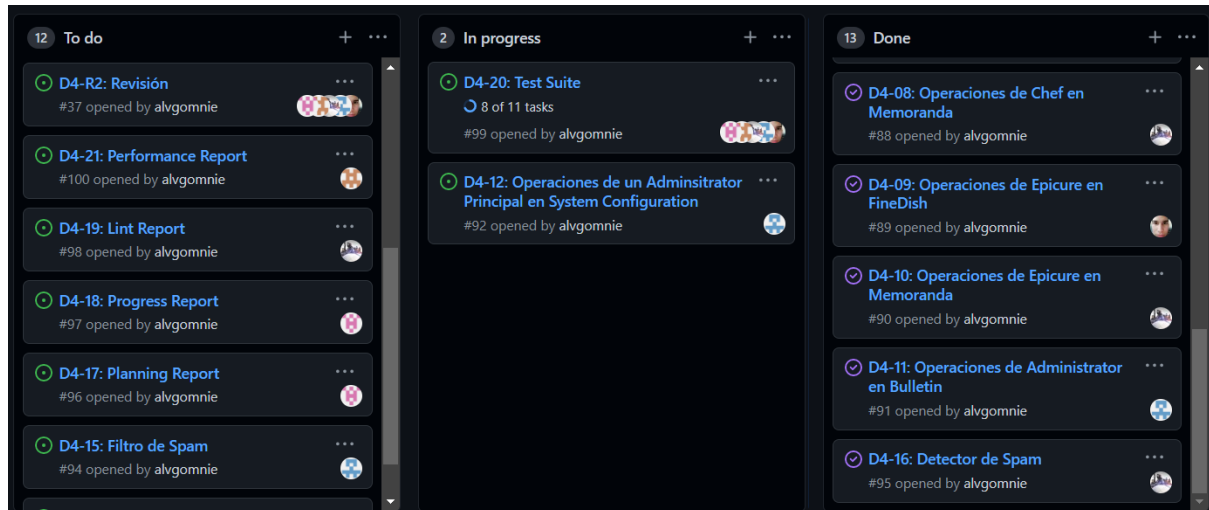 12 To do
D4-R2: Revisión
#37 opened by alvgomnie
D4-21: Performance Report
#100 opened by alvgomnie
D4-19: Lint Report
#98 opened by alvgomnie
D4-18: Progress Report
#97 opened by alvgomnie
D4-17: Planning Report
#96 opened by alvgomnie
D4-15: Filtro de Spam
#94 opened by alvgomnie
2 In progress
D4-20: Test Suite
8 of 11 tasks
#99 opened by alvgomnie
D4-12: Operaciones de un Adminsitrator
Principal en System Configuration
#92 opened by alvgomnie
13 Done
D4-08: Operaciones de Chef en
Memoranda
#88 opened by alvgomnie
D4-09: Operaciones de Epicure en
FineDish
#89 opened by alvgomnie
D4-10: Operaciones de Epicure en
Memoranda
#90 opened by alvgomnie
D4-11: Operaciones de Administrator
en Bulletin
#91 opened by alvgomnie
D4-16: Detector de Spam
#95 opened by alvgomnie